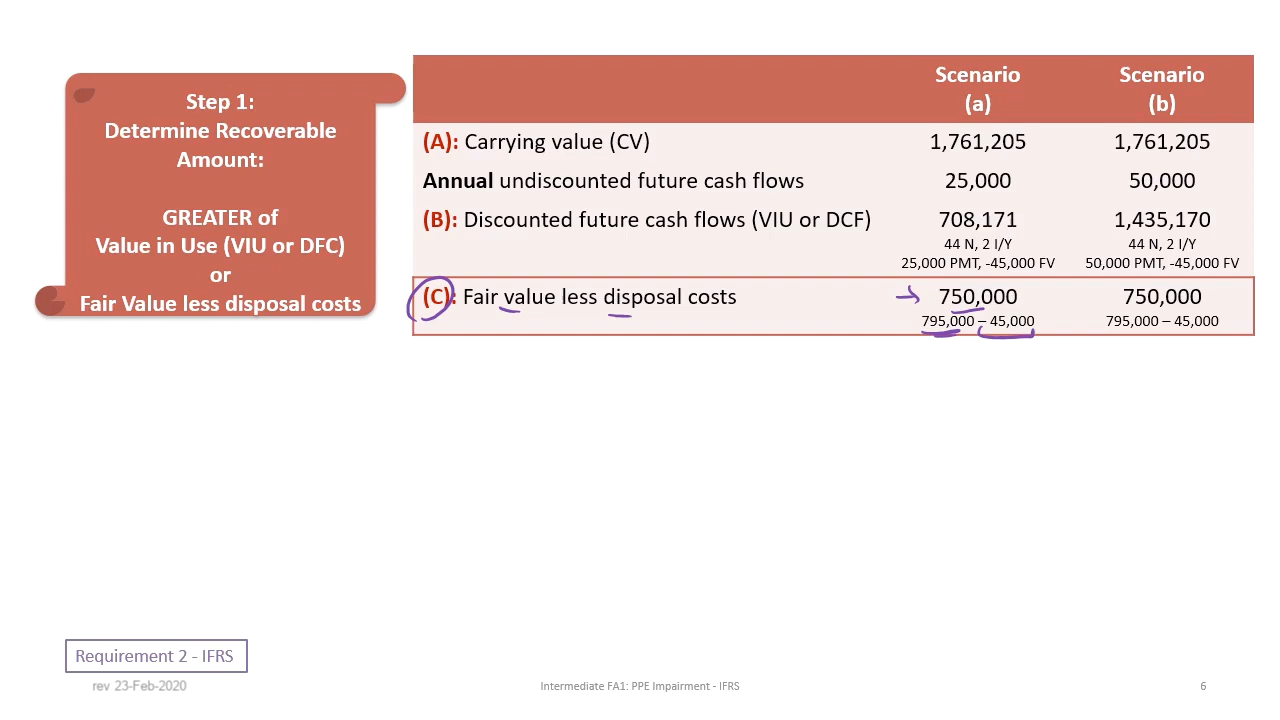 Step 1:
Determine Recoverable
Amount:
GREATER of
Value in Use (VIU or DFC)
or
Fair Value less disposal costs
Scenario (a) Scenario (b)
(A): Carrying value (CV) 1,761,205 1,761,205
Annual undiscounted future cash flows 25,000 50,000
(B): Discounted future cash flows (VIU or DCF) 708,171 1,435,170
44 N, 2 I/Y 44 N, 2 I/Y
25,000 PMT, -45,000 FV 50,000 PMT, -45,000 FV
(C): Fair value less disposal costs 750,000 750,000
795,000 – 45,000 795,000 – 45,000
Requirement 2 - IFRS
rev 23-Feb-2020
Intermediate FA1: PPE Impairment - IFRS
6